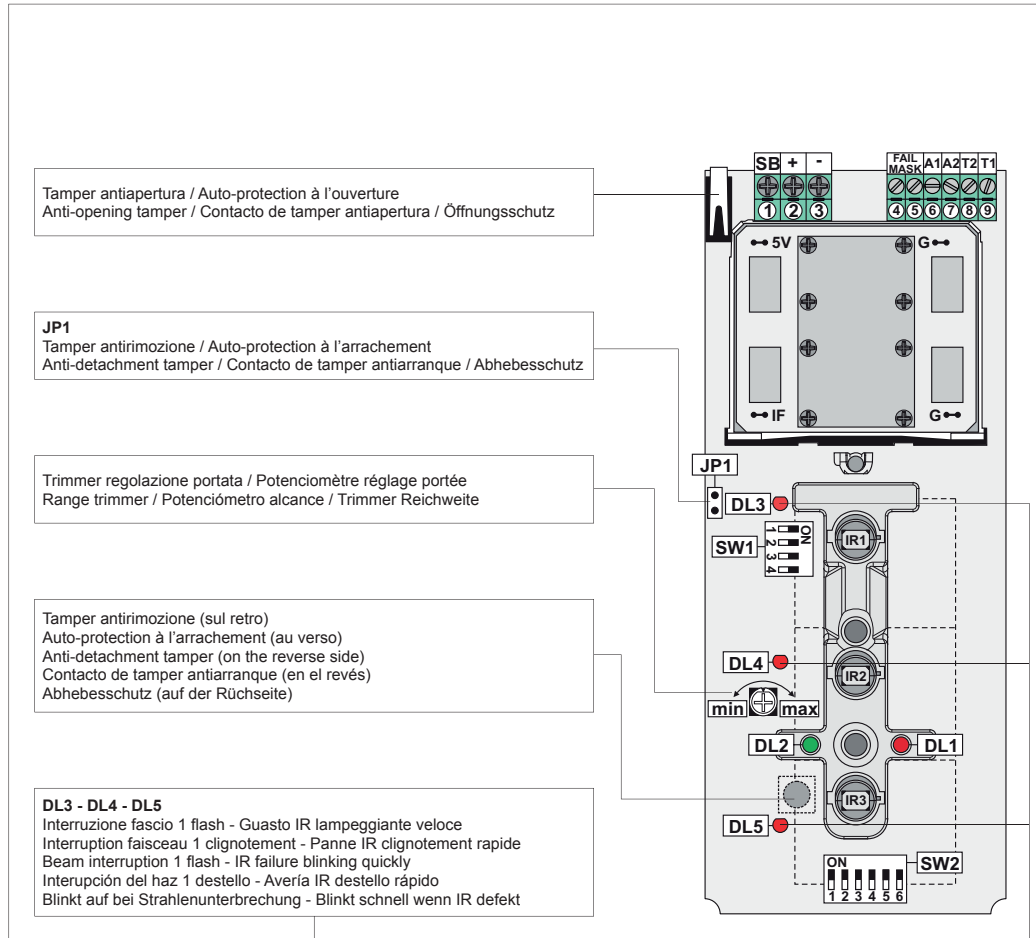 Tamper antiapertura / Auto-protection à l'ouverture
Anti-opening tamper / Contacto de tamper antiapertura / Öffnungsschutz
JP1
Tamper antirimozione / Auto-protection à l'arrachement
Anti-detachment tamper / Contacto de tamper antiarranque / Abhebesschutz
Trimmer regolazione portata / Potenciomètre réglage portée
Range trimmer / Potenciómetro alcance / Trimmer Reichweite
Tamper antirimozione (sul retro)
Auto-protection à l'arrachement (au verso)
Anti-detachment tamper (on the reverse side)
Contacto de tamper antiarranque (en el revés)
Abhebesschutz (auf der Rüchseite)
DL3 - DL4 - DL5
Interruzione fascio 1 flash - Guasto IR lampeggiante veloce
Interruption faisceau 1 clignotement - Panne IR clignotement rapide
Beam interruption 1 flash - IR failure blinking quickly
Interupción del haz 1 destello - Avería IR destello rápido
Blinkt auf bei Strahlenunterbrechung - Blinkt schnell wenn IR defekt
SB + -
1 2 3
FAIL MASK A1 A2 T2 T1
4 5 6 7 8 9
5V G
IF G
JP1
DL3
IR1
SW1
ON
1 2 3 4
DL4
IR2
min max
DL2 DL1
IR3
DL5
SW2
ON
1 2 3 4 5 6